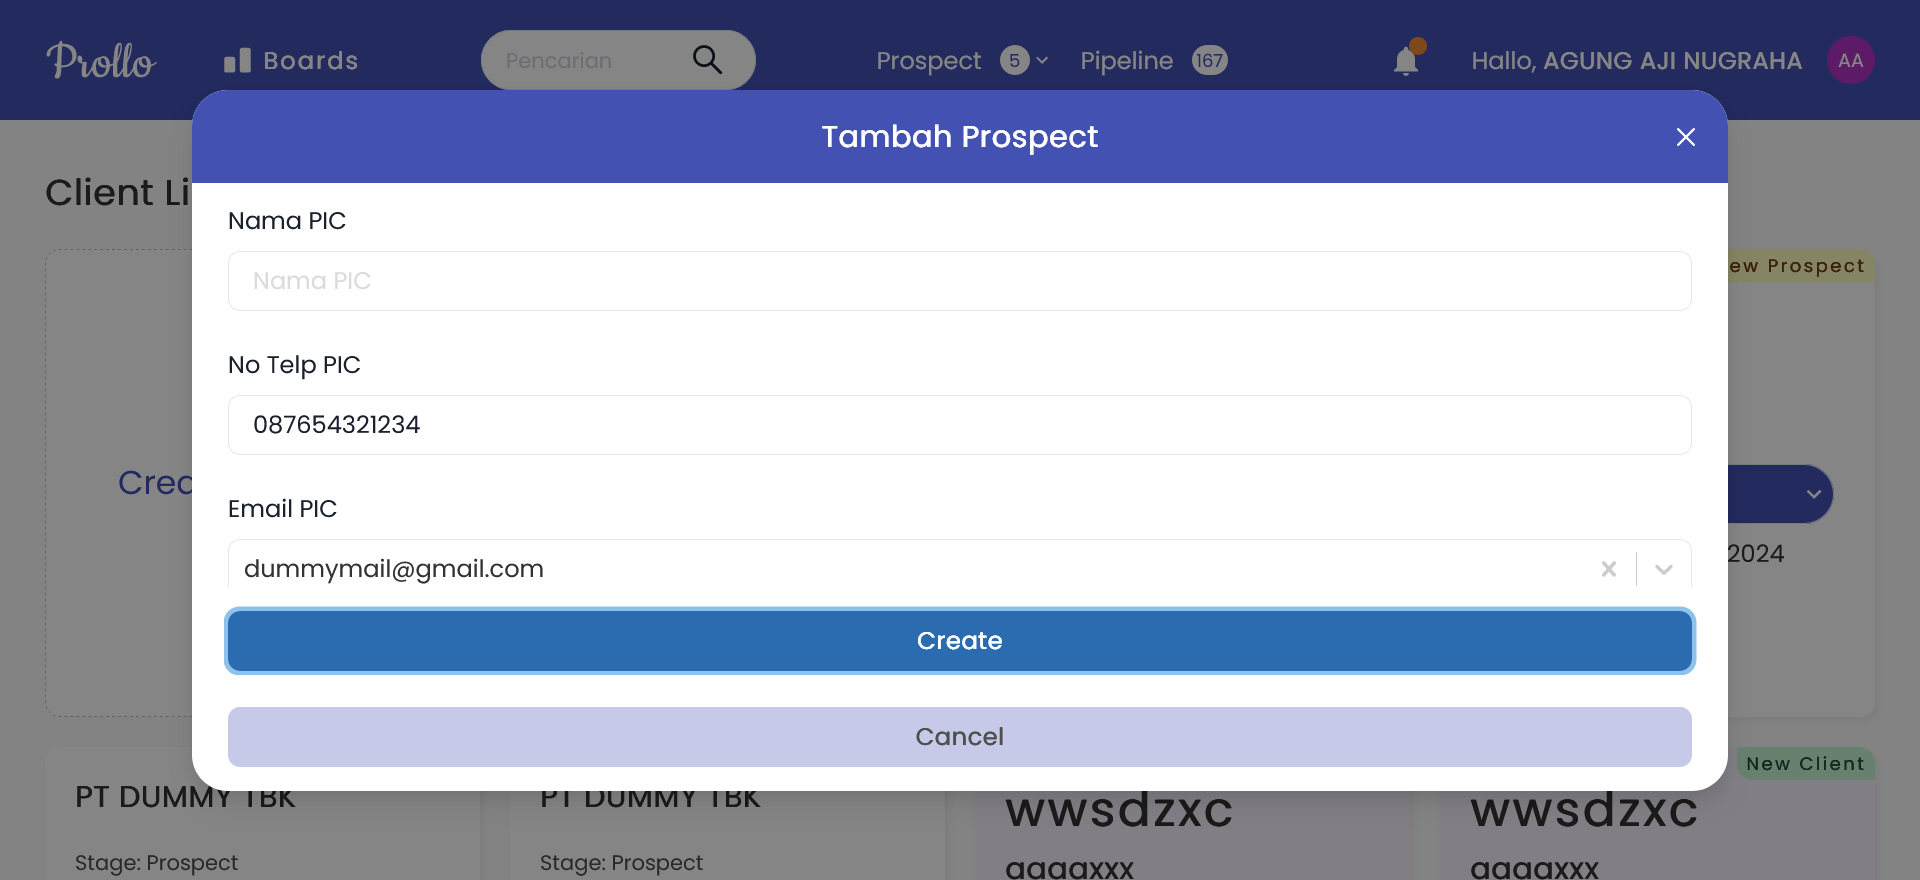 Prollo
Boards
Pencarian
Prospect 5
Pipeline 167
Hallo, AGUNG AJI NUGRAHA
AA
Tambah Prospect
Client Li
Nama PIC
Nama PIC
ew Prospect
No Telp PIC
087654321234
Crea
Email PIC
dummymail@gmail.com
2024
Create
Cancel
New Client
PT DUMMY TBK
PT DUMMY TBK
wwsdzxc
wwsdzxc
Stage: Prospect
Stage: Prospect